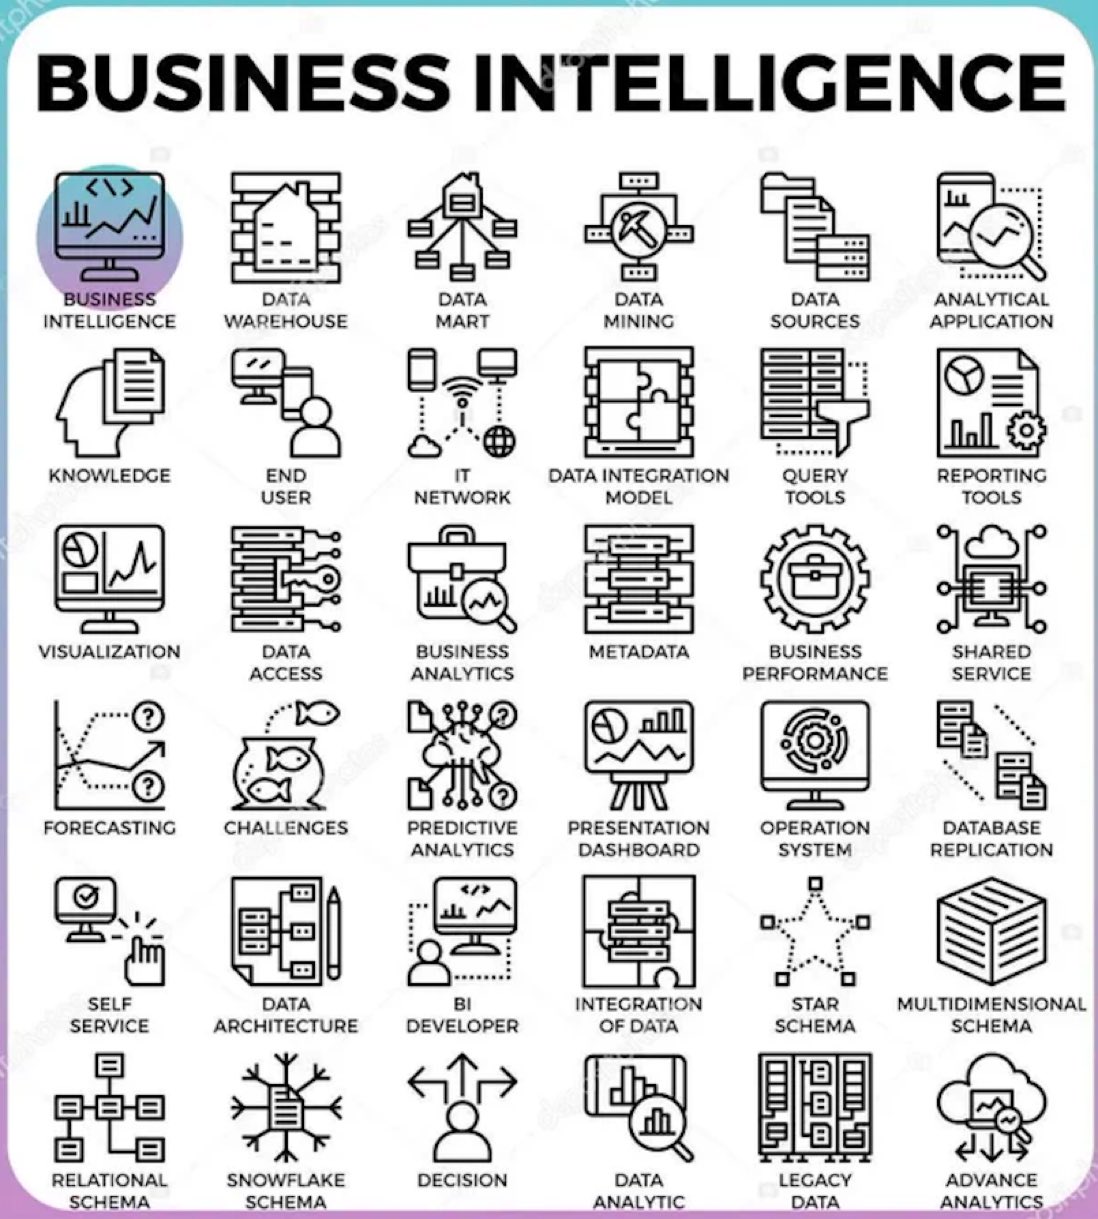 BUSINESS INTELLIGENCE
BUSINESS
INTELLIGENCE
DATA
WAREHOUSE
DATA
MART
DATA
MINING
DATA
SOURCES
ANALYTICAL
APPLICATION
KNOWLEDGE
END
USER
IT
NETWORK
DATA INTEGRATION
MODEL
QUERY
TOOLS
REPORTING
TOOLS
VISUALIZATION
DATA
ACCESS
BUSINESS
ANALYTICS
METADATA
BUSINESS
PERFORMANCE
SHARED
SERVICE
FORECASTING
CHALLENGES
PREDICTIVE
ANALYTICS
PRESENTATION
DASHBOARD
OPERATION
SYSTEM
DATABASE
REPLICATION
SELF
SERVICE
DATA
ARCHITECTURE
BI
DEVELOPER
INTEGRATION
OF DATA
STAR
SCHEMA
MULTIDIMENSIONAL
SCHEMA
RELATIONAL
SCHEMA
SNOWFLAKE
SCHEMA
DECISION
DATA
ANALYTIC
LEGACY
DATA
ADVANCE
ANALYTICS